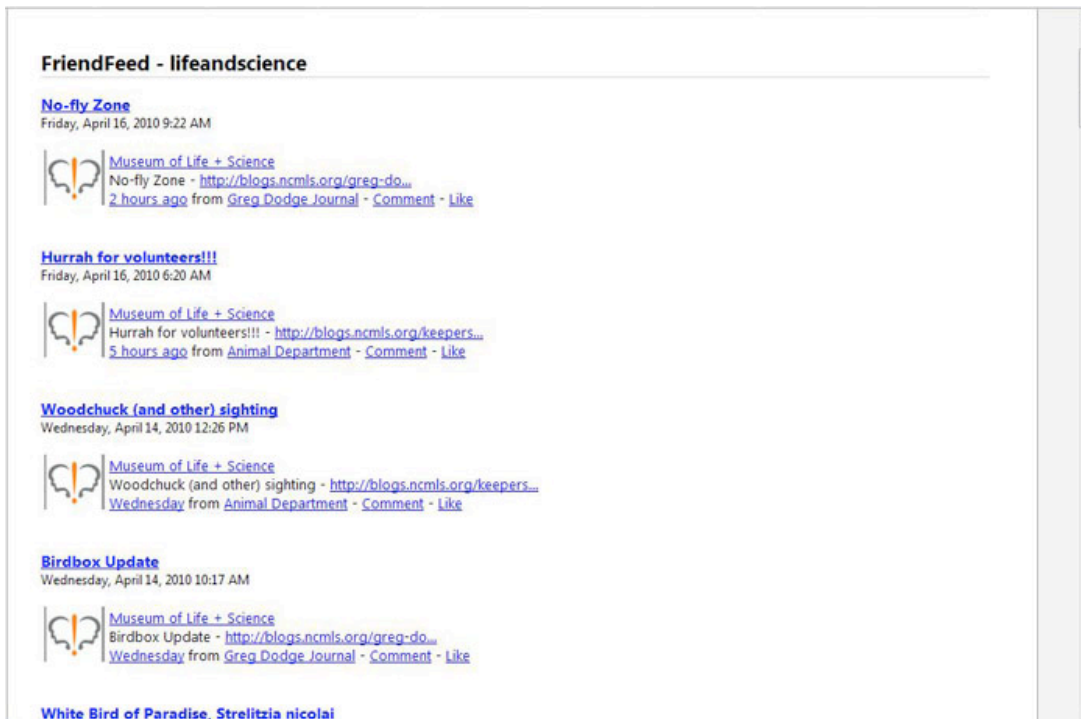 FriendFeed - lifeandscience
No-fly Zone
Friday, April 16, 2010 9:22 AM
Museum of Life + Science
No-fly Zone - http://blogs.ncmls.org/greg-do...
2 hours ago from Greg Dodge Journal - Comment - Like
Hurrah for volunteers!!!
Friday, April 16, 2010 6:20 AM
Museum of Life + Science
Hurrah for volunteers!!! - http://blogs.ncmls.org/keepers...
5 hours ago from Animal Department - Comment - Like
Woodchuck (and other) sighting
Wednesday, April 14, 2010 12:26 PM
Museum of Life + Science
Woodchuck (and other) sighting - http://blogs.ncmls.org/keepers...
Wednesday from Animal Department - Comment - Like
Birdbox Update
Wednesday, April 14, 2010 10:17 AM
Museum of Life + Science
Birdbox Update - http://blogs.ncmls.org/greg-do...
Wednesday from Greg Dodge Journal - Comment - Like
White Bird of Paradise, Strelitzia nicolai